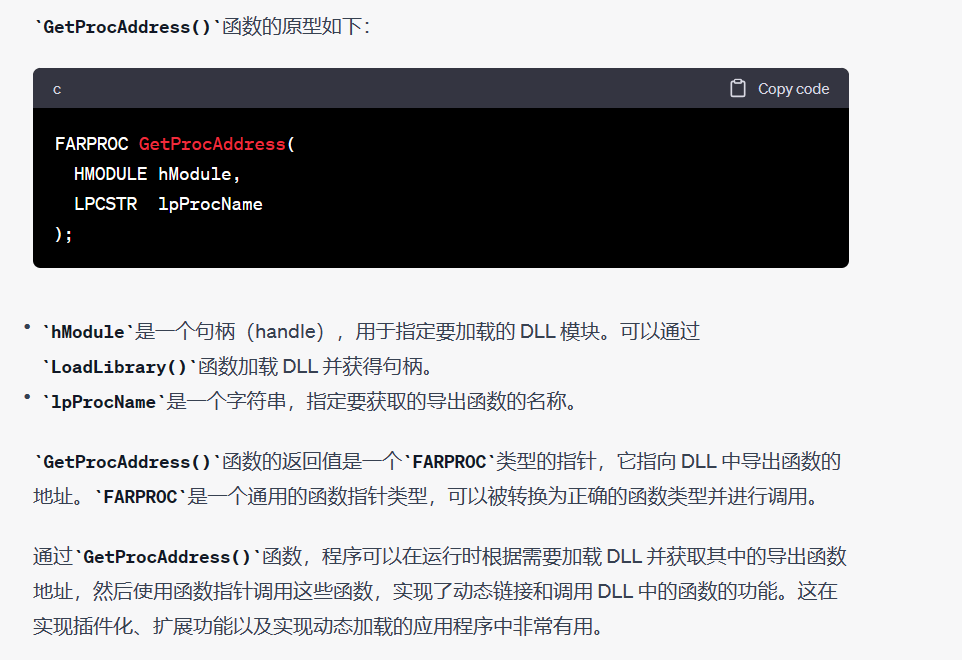 `GetProcAddress()`函数的原型如下：
c
Copy code
FARPROC GetProcAddress(
  HMODULE hModule,
  LPCSTR  lpProcName
);
• `hModule`是一个句柄（handle），用于指定要加载的 DLL 模块。可以通过
`LoadLibrary()`函数加载 DLL 并获得句柄。
• `lpProcName`是一个字符串，指定要获取的导出函数的名称。
`GetProcAddress()`函数的返回值是一个`FARPROC`类型的指针，它指向 DLL 中导出函数的
地址。`FARPROC`是一个通用的函数指针类型，可以被转换为正确的函数类型并进行调用。
通过`GetProcAddress()`函数，程序可以在运行时根据需要加载 DLL 并获取其中的导出函数
地址，然后使用函数指针调用这些函数，实现了动态链接和调用 DLL 中的函数的功能。这在
实现插件化、扩展功能以及实现动态加载的应用程序中非常有用。